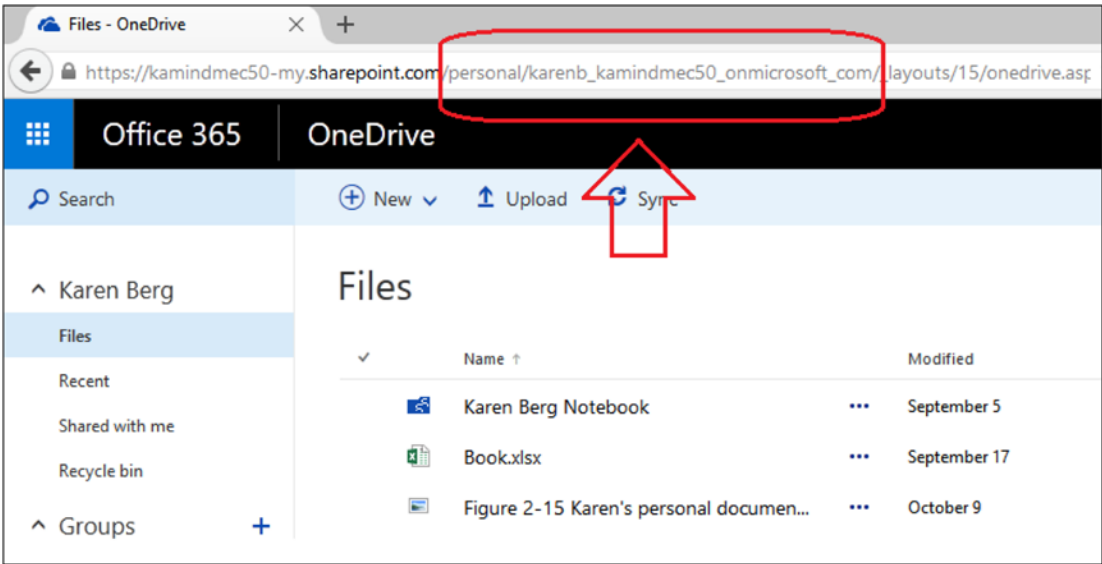 Files - OneDrive
https://kamindmec50-my.sharepoint.com/personal/karenb_kamindmec50_onmicrosoft_com/_layouts/15/onedrive.asp
Office 365 OneDrive
Search New Upload Sync
Files
Karen Berg
Files
Name ↑ Modified
Recent
Karen Berg Notebook ... September 5
Shared with me
Book.xlsx ... September 17
Recycle bin
Figure 2-15 Karen's personal documen... ... October 9
Groups +